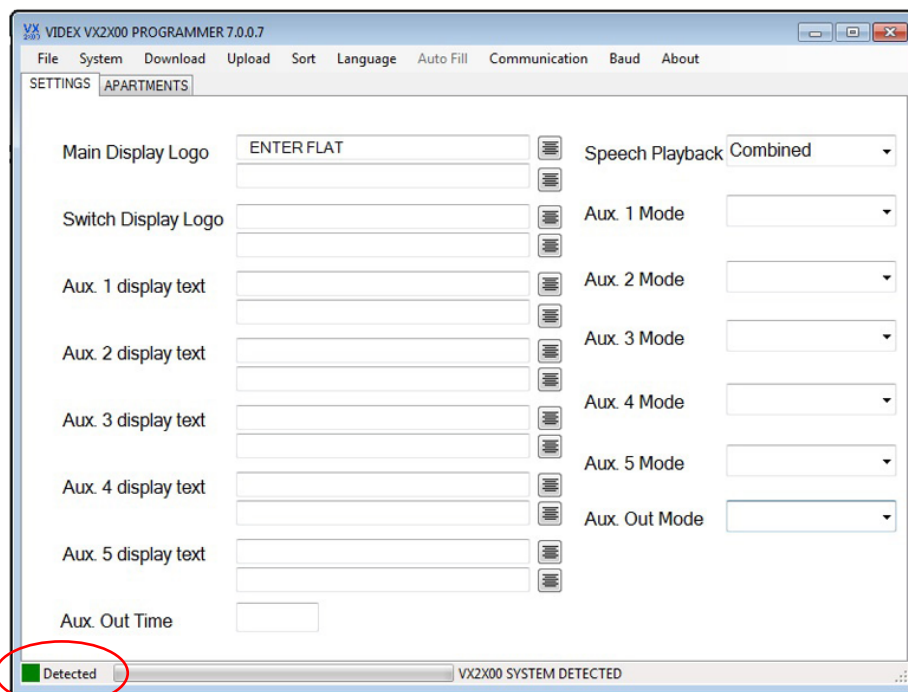 VX
2(0)
VIDEX VX2X00 PROGRAMMER 7.0.0.7
File System Download Upload Sort Language Auto Fill Communication Baud About
SETTINGS APARTMENTS
Main Display Logo ENTER FLAT Speech Playback Combined
Switch Display Logo Aux. 1 Mode
Aux. 1 display text Aux. 2 Mode
Aux. 2 display text Aux. 3 Mode
Aux. 3 display text Aux. 4 Mode
Aux. 4 display text Aux. 5 Mode
Aux. Out Mode
Aux. 5 display text
Aux. Out Time
Detected VX2X00 SYSTEM DETECTED